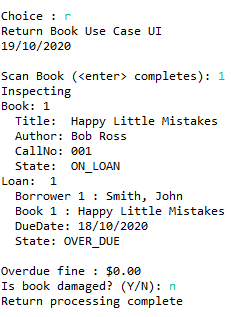 Choice : r
Return Book Use Case UI
19/10/2020
Scan Book (<enter> completes): 1
Inspecting
Book: 1
Title:  Happy Little Mistakes
Author: Bob Ross
CallNo: 001
State:  ON_LOAN
Loan:  1
Borrower 1 : Smith, John
Book 1 : Happy Little Mistakes
DueDate: 18/10/2020
State: OVER_DUE
Overdue fine : $0.00
Is book damaged? (Y/N): n
Return processing complete